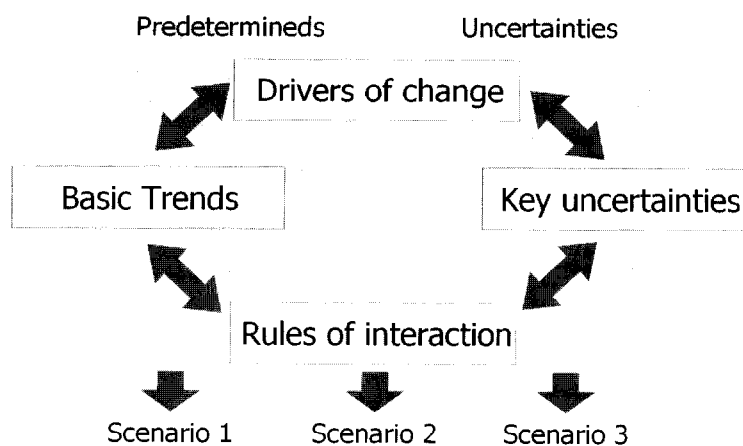 Predetermineds Uncertainties
Drivers of change
Basic Trends Key uncertainties
Rules of interaction
Scenario 1 Scenario 2 Scenario 3